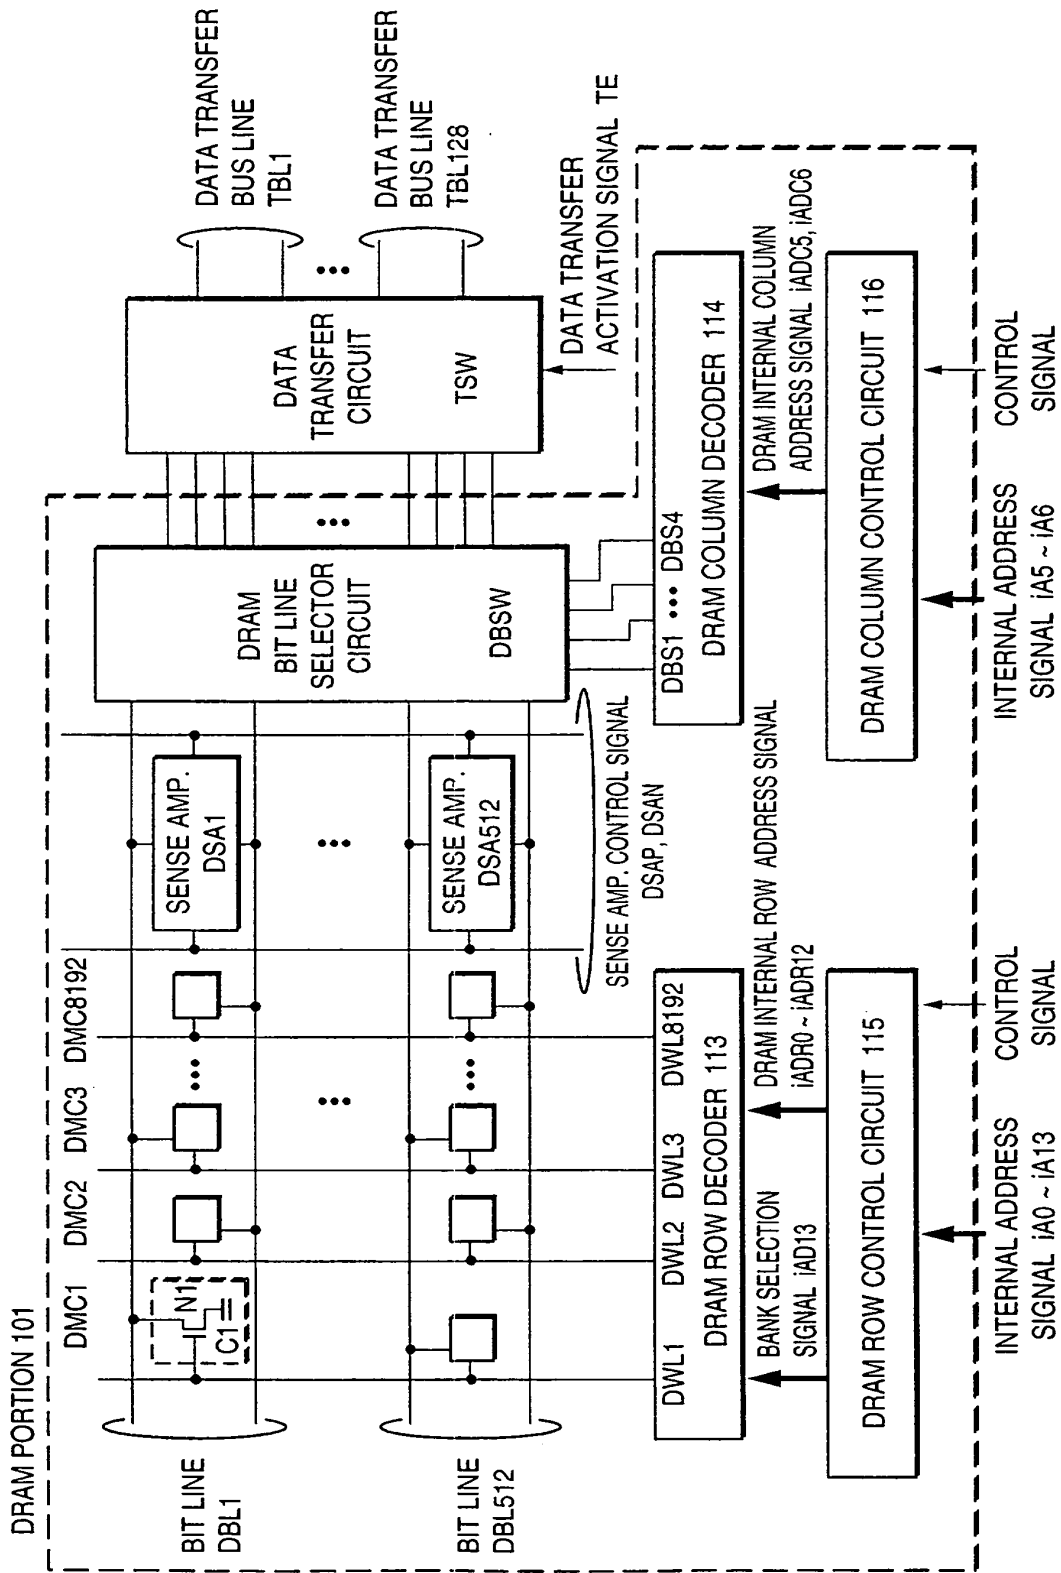 DRAM PORTION 101
DATA TRANSFER
BUS LINE
TBL1
DATA TRANSFER
BUS LINE
TBL128
DATA
TRANSFER
CIRCUIT
TSW
DATA TRANSFER
ACTIVATION SIGNAL TE
DRAM
BIT LINE
SELECTOR
CIRCUIT
DBSW
DMC1
DMC2
DMC3
DMC8192
N1
C1
SENSE AMP.
DSA1
SENSE AMP.
DSA512
SENSE AMP. CONTROL SIGNAL
DSAP, DSAN
BIT LINE
DBL1
BIT LINE
DBL512
DWL1
DWL2
DWL3
DWL8192
DRAM ROW DECODER 113
DBS1
DBS4
DRAM COLUMN DECODER 114
BANK SELECTION
SIGNAL iAD13
DRAM INTERNAL ROW ADDRESS SIGNAL
iADR0 ~ iADR12
DRAM INTERNAL COLUMN
ADDRESS SIGNAL iADC5, iADC6
DRAM ROW CONTROL CIRCUIT 115
DRAM COLUMN CONTROL CIRCUIT 116
INTERNAL ADDRESS
SIGNAL iA0 ~ iA13
CONTROL
SIGNAL
INTERNAL ADDRESS
SIGNAL iA5 ~ iA6
CONTROL
SIGNAL